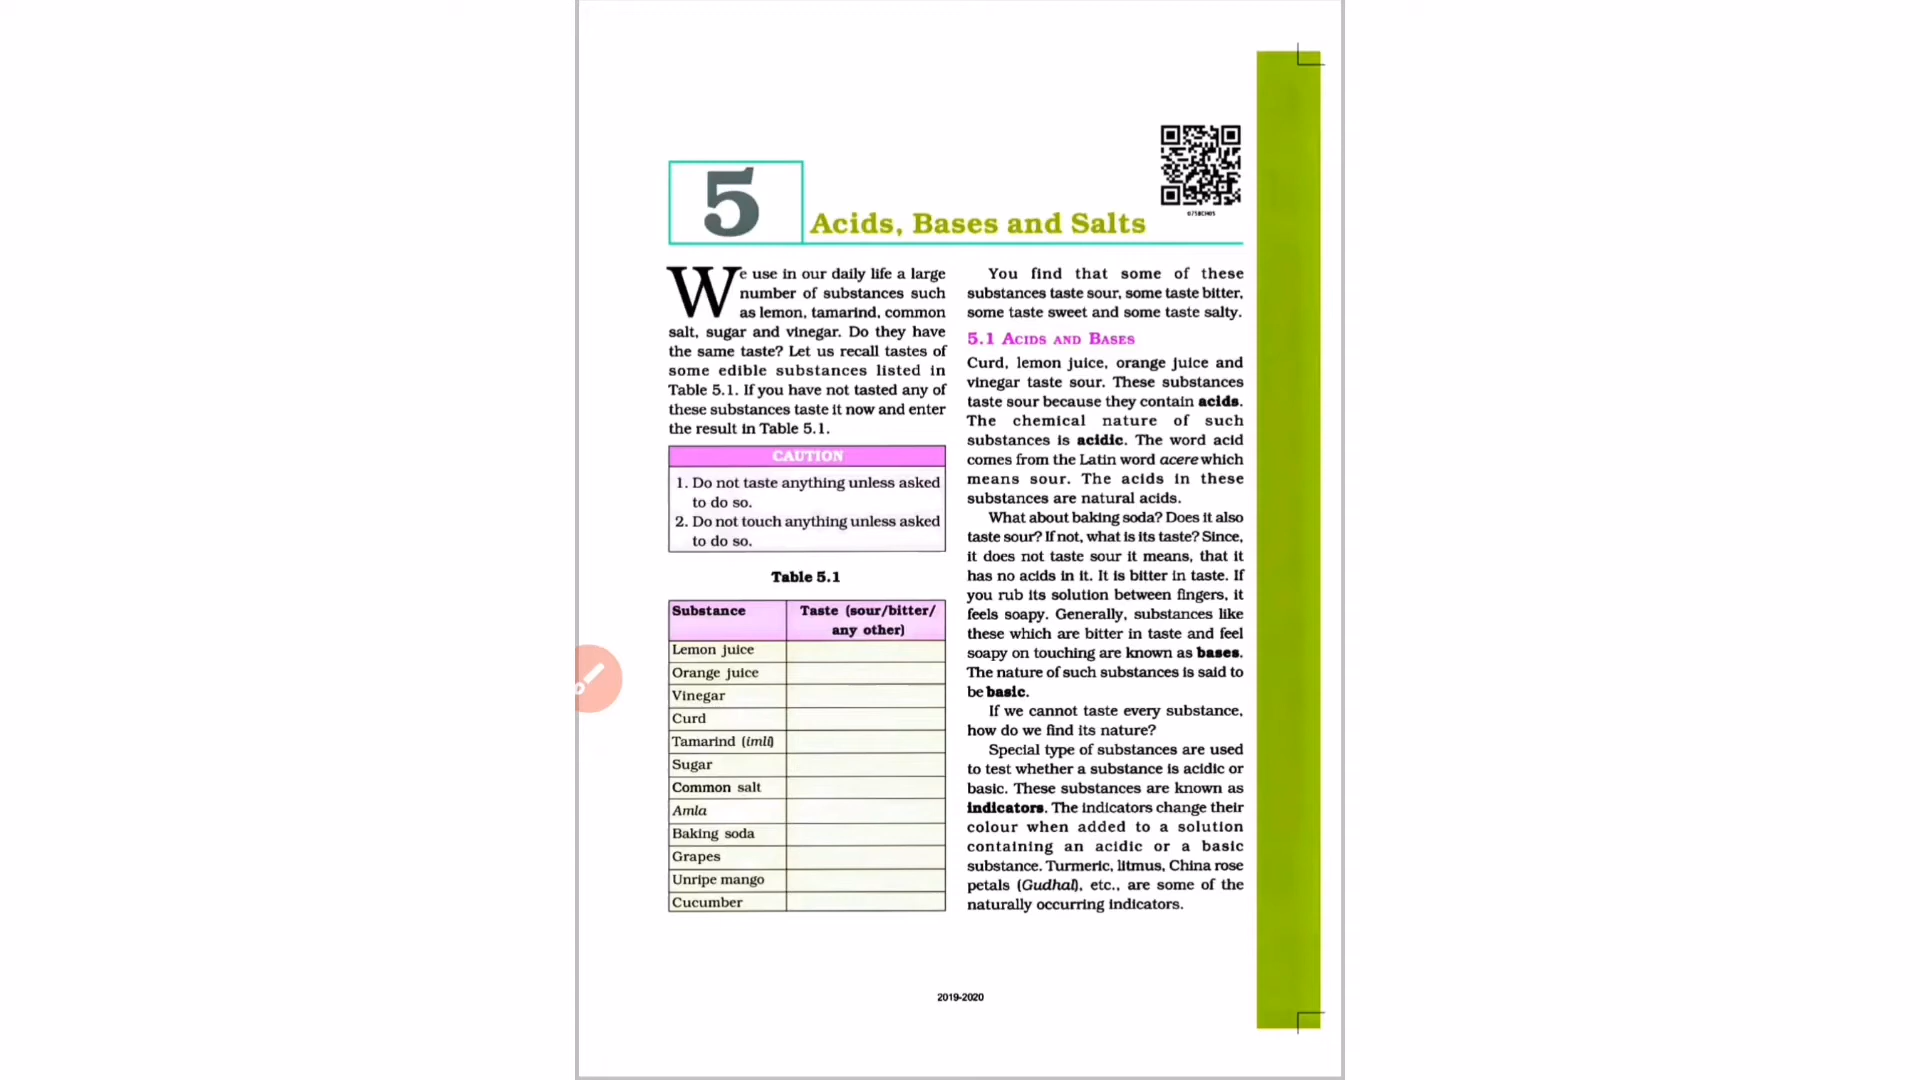 5
Acids, Bases and Salts
0758CH05
We use in our daily life a large
number of substances such
as lemon, tamarind, common
salt, sugar and vinegar. Do they have
the same taste? Let us recall tastes of
some edible substances listed in
Table 5.1. If you have not tasted any of
these substances taste it now and enter
the result in Table 5.1.
CAUTION
1. Do not taste anything unless asked
to do so.
2. Do not touch anything unless asked
to do so.
Table 5.1
Substance Taste (sour/bitter/
any other)
Lemon juice
Orange juice
Vinegar
Curd
Tamarind (imli)
Sugar
Common salt
Amla
Baking soda
Grapes
Unripe mango
Cucumber
You find that some of these
substances taste sour, some taste bitter,
some taste sweet and some taste salty.
5.1 ACIDS AND BASES
Curd, lemon juice, orange juice and
vinegar taste sour. These substances
taste sour because they contain acids.
The chemical nature of such
substances is acidic. The word acid
comes from the Latin word acere which
means sour. The acids in these
substances are natural acids.
What about baking soda? Does it also
taste sour? If not, what is its taste? Since,
it does not taste sour it means, that it
has no acids in it. It is bitter in taste. If
you rub its solution between fingers, it
feels soapy. Generally, substances like
these which are bitter in taste and feel
soapy on touching are known as bases.
The nature of such substances is said to
be basic.
If we cannot taste every substance,
how do we find its nature?
Special type of substances are used
to test whether a substance is acidic or
basic. These substances are known as
indicators. The indicators change their
colour when added to a solution
containing an acidic or a basic
substance. Turmeric, litmus, China rose
petals (Gudhal), etc., are some of the
naturally occurring indicators.
2019-2020